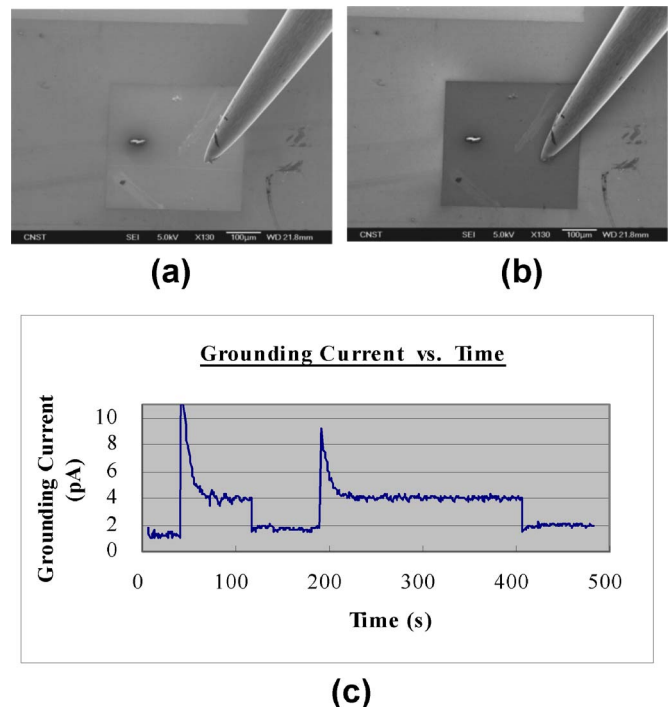 CNST SEI 5.0kV X130 100µm WD 21.8mm
CNST SEI 5.0kV X130 100µm WD 21.8mm
(a)
(b)
Grounding Current vs. Time
Grounding Current
(pA)
10
8
6
4
2
0
0 100 200 300 400 500
Time (s)
(c)